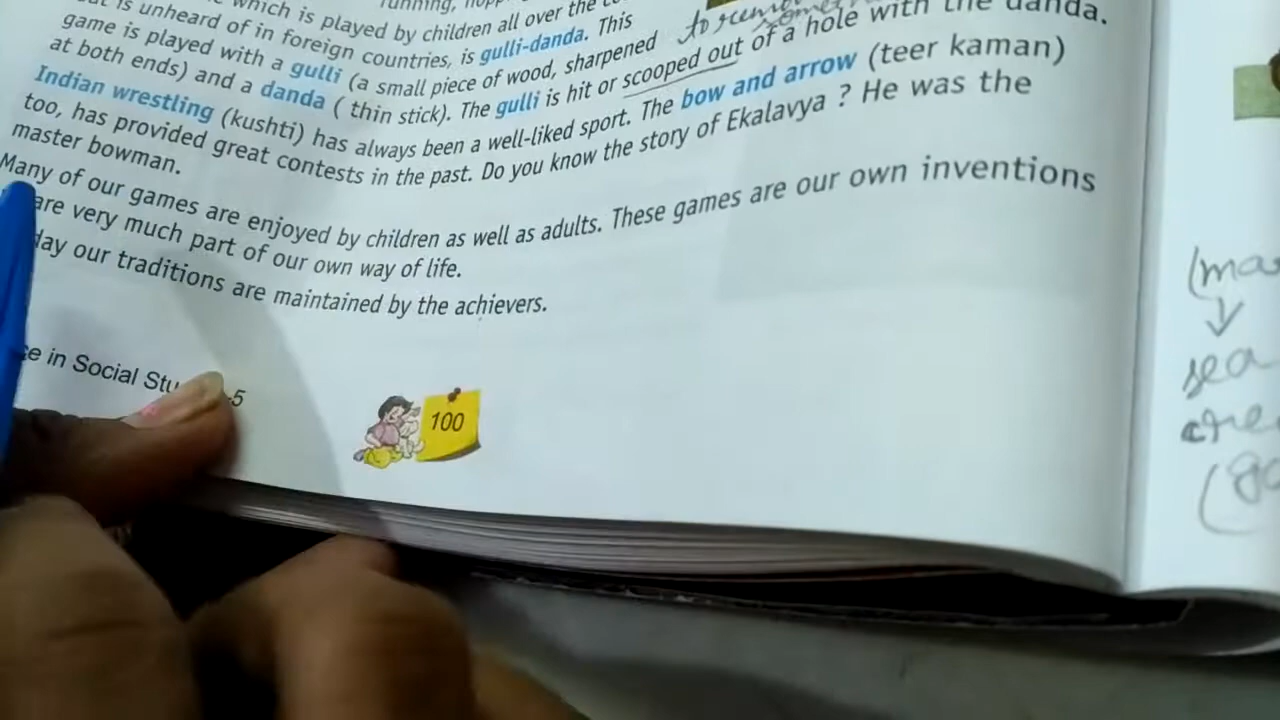 running,
which is played by children all over the
is unheard of in foreign countries, is gulli-danda. This
game is played with a gulli (a small piece of wood, sharpened
at both ends) and a danda ( thin stick). The gulli is hit or scooped out of a hole with the danda.
Indian wrestling (kushti) has always been a well-liked sport. The bow and arrow (teer kaman)
too, has provided great contests in the past. Do you know the story of Ekalavya ? He was the
master bowman.
Many of our games are enjoyed by children as well as adults. These games are our own inventions
are very much part of our own way of life.
day our traditions are maintained by the achievers.
in Social -5
100
sea